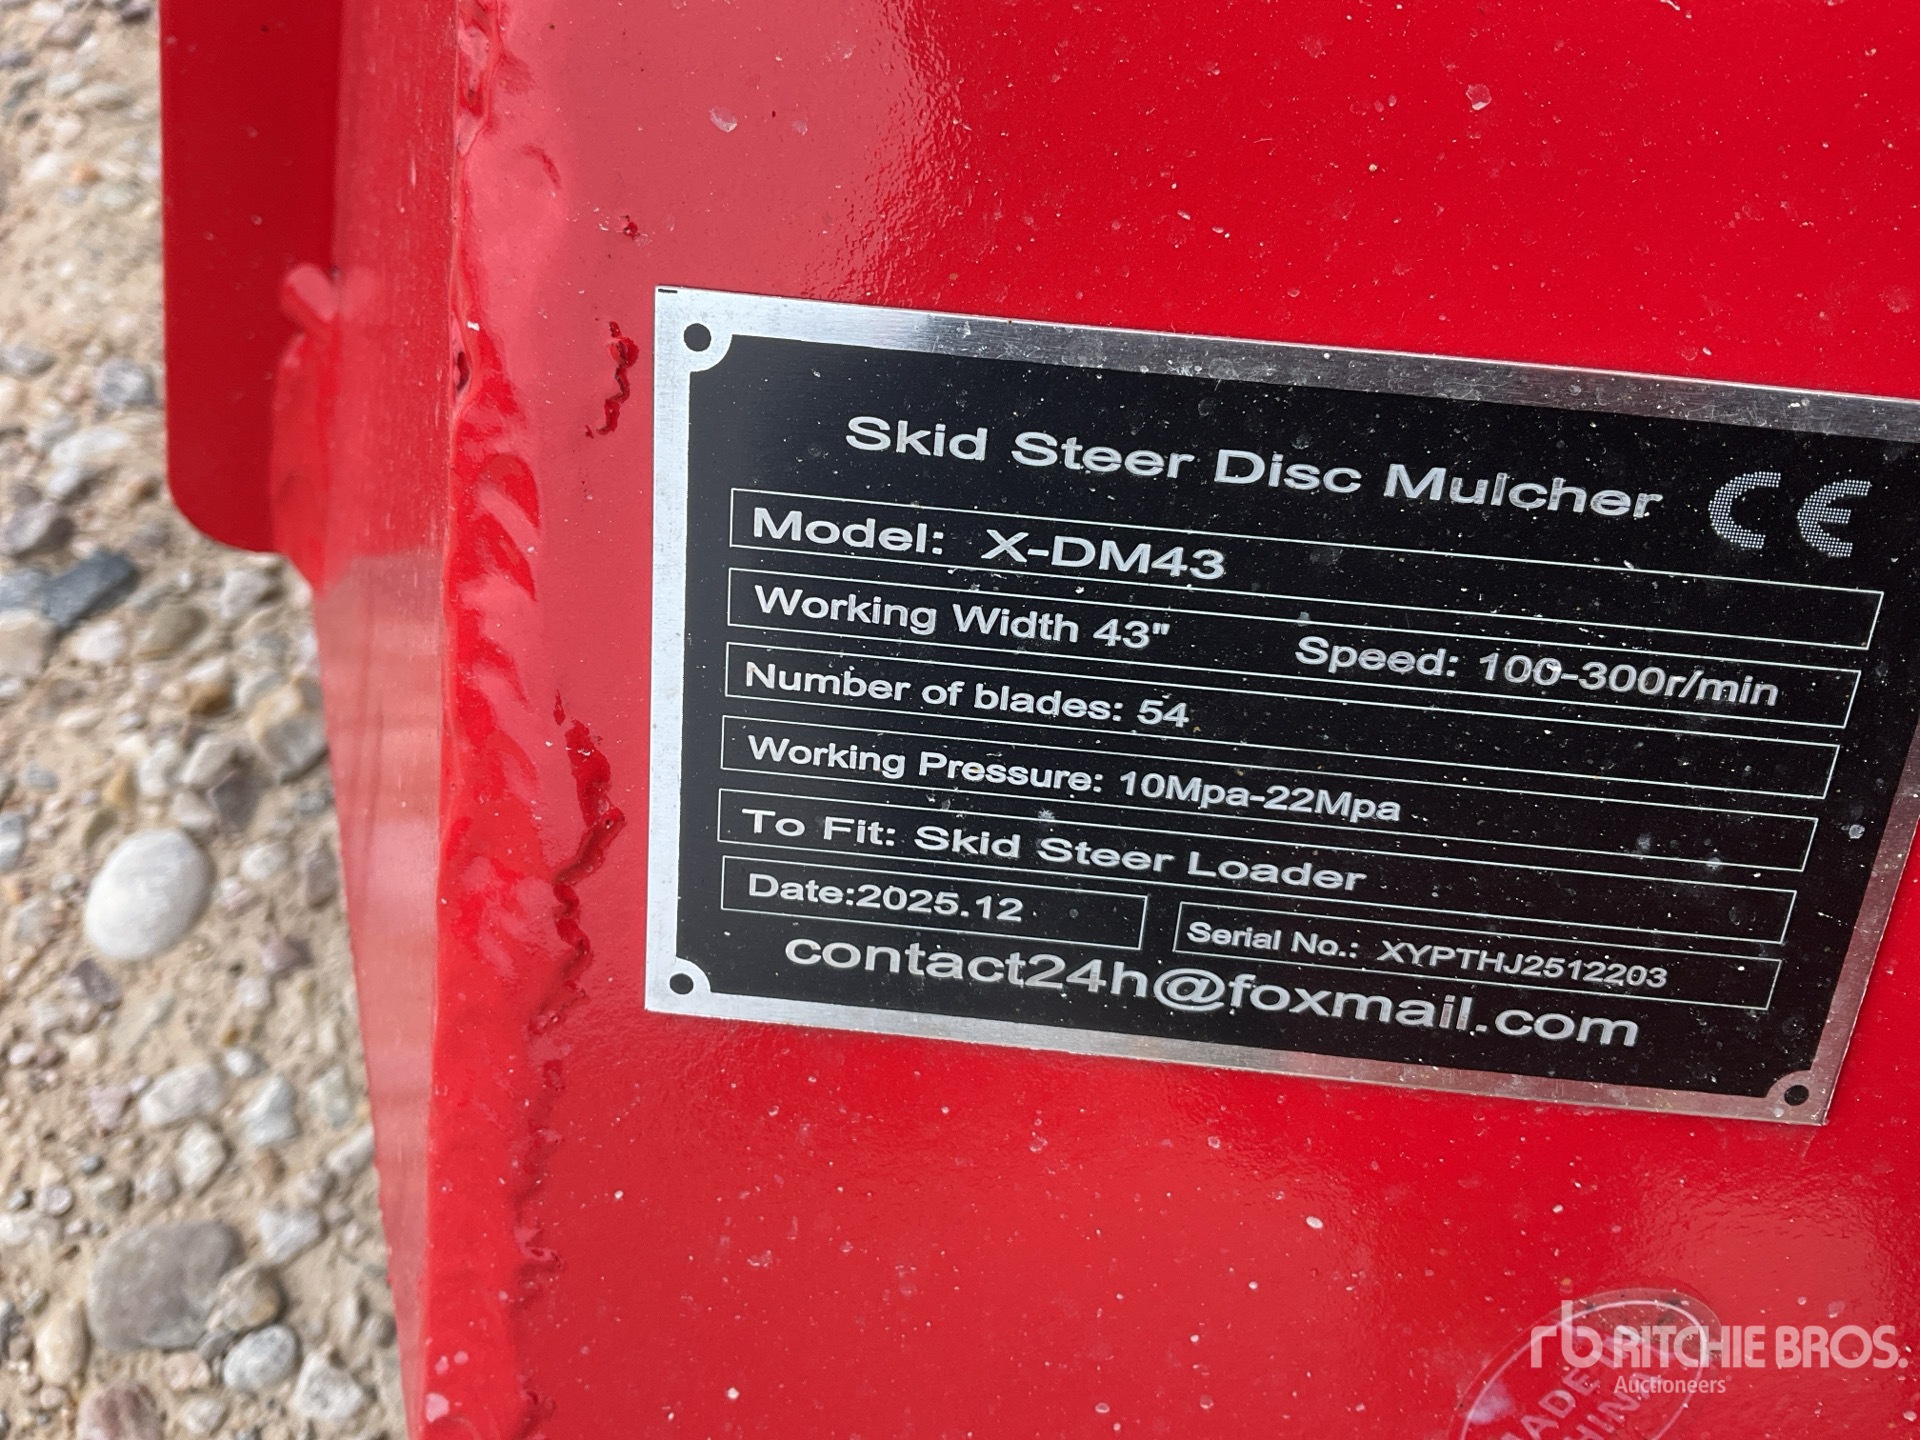 Skid Steer Disc Mulcher CE
Model: X-DM43
Working Width 43" Speed: 100-300r/min
Number of blades: 54
Working Pressure: 10Mpa-22Mpa
To Fit: Skid Steer Loader
Date:2025.12 Serial No.: XYPTHJ2512203
contact24h@foxmail.com
rb RITCHIE BROS.
Auctioneers